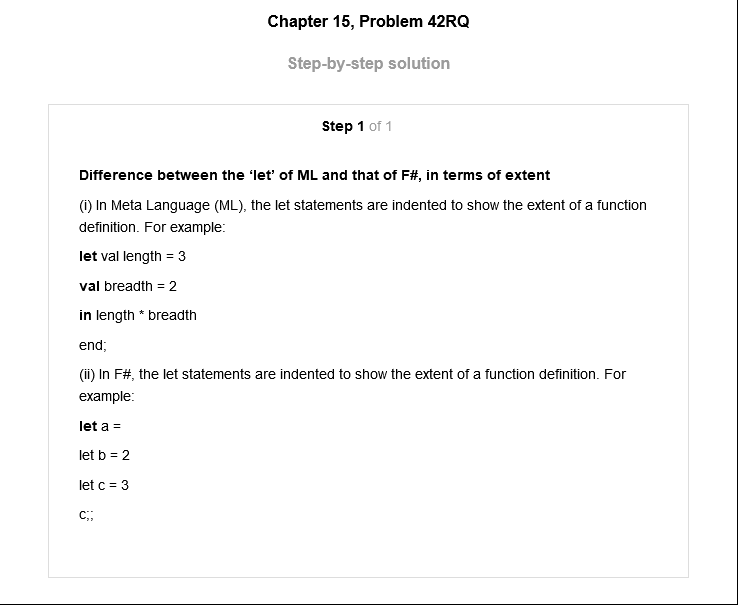 Chapter 15, Problem 42RQ
Step-by-step solution
Step 1 of 1
Difference between the ‘let’ of ML and that of F#, in terms of extent
(i) In Meta Language (ML), the let statements are indented to show the extent of a function
definition. For example:
let val length = 3
val breadth = 2
in length * breadth
end;
(ii) In F#, the let statements are indented to show the extent of a function definition. For
example:
let a =
let b = 2
let c = 3
c;;